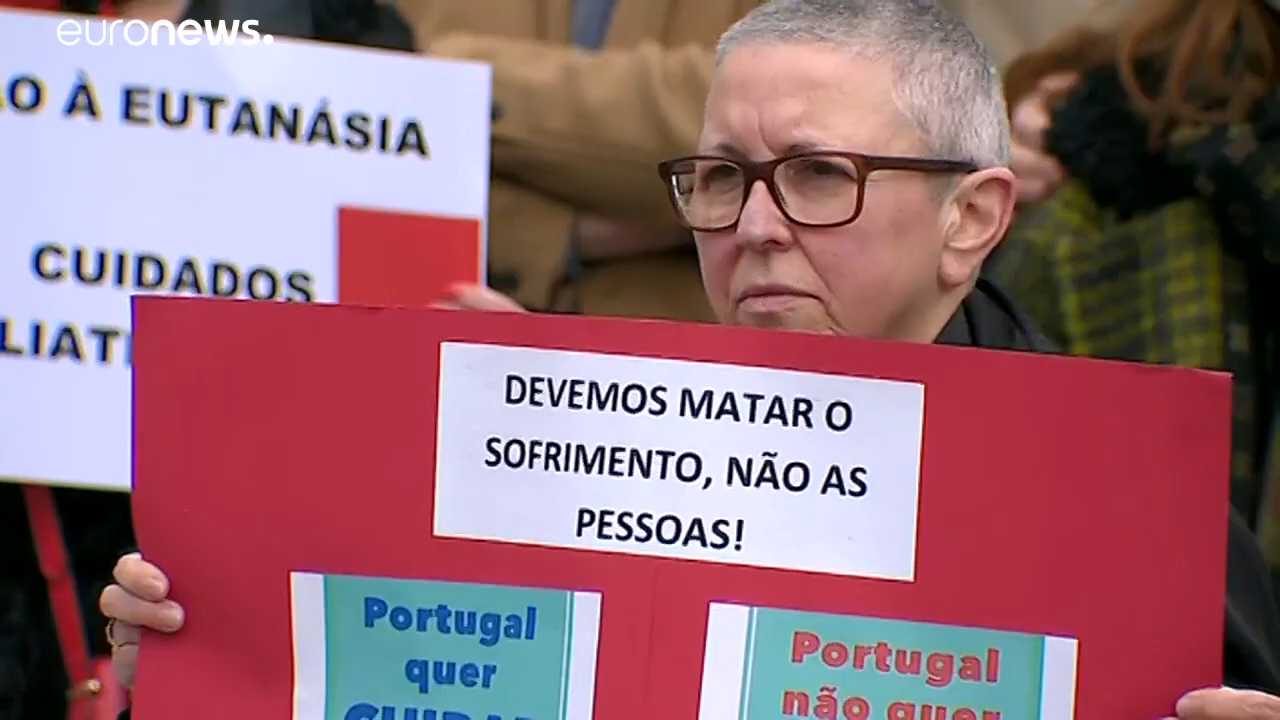 euronews.
À EUTANÁSIA
CUIDADOS
DEVEMOS MATAR O
SOFRIMENTO, NÃO AS
PESSOAS!
Portugal
quer
Portugal
não quer